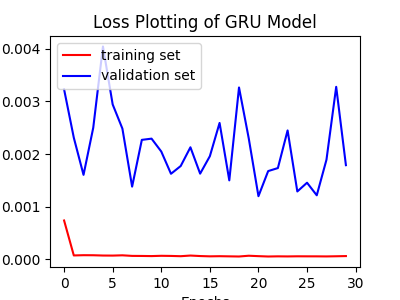 Loss Plotting of GRU Model
training set
validation set
0.004
0.003
0.002
0.001
0.000
0 5 10 15 20 25 30
Epochs